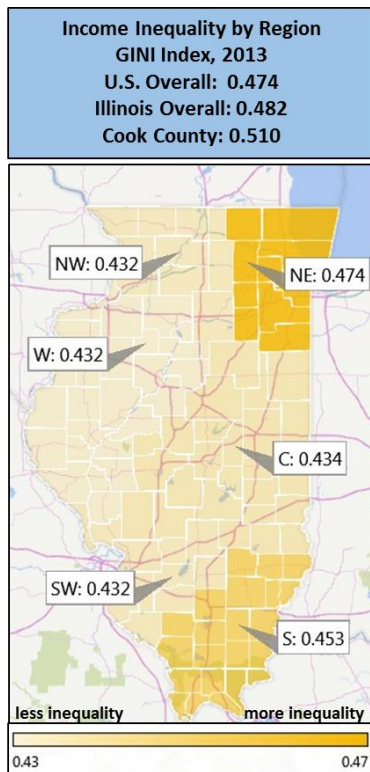 Income Inequality by Region
GINI Index, 2013
U.S. Overall: 0.474
Illinois Overall: 0.482
Cook County: 0.510
NW: 0.432
NE: 0.474
W: 0.432
C: 0.434
SW: 0.432
S: 0.453
less inequality more inequality
0.43 0.47